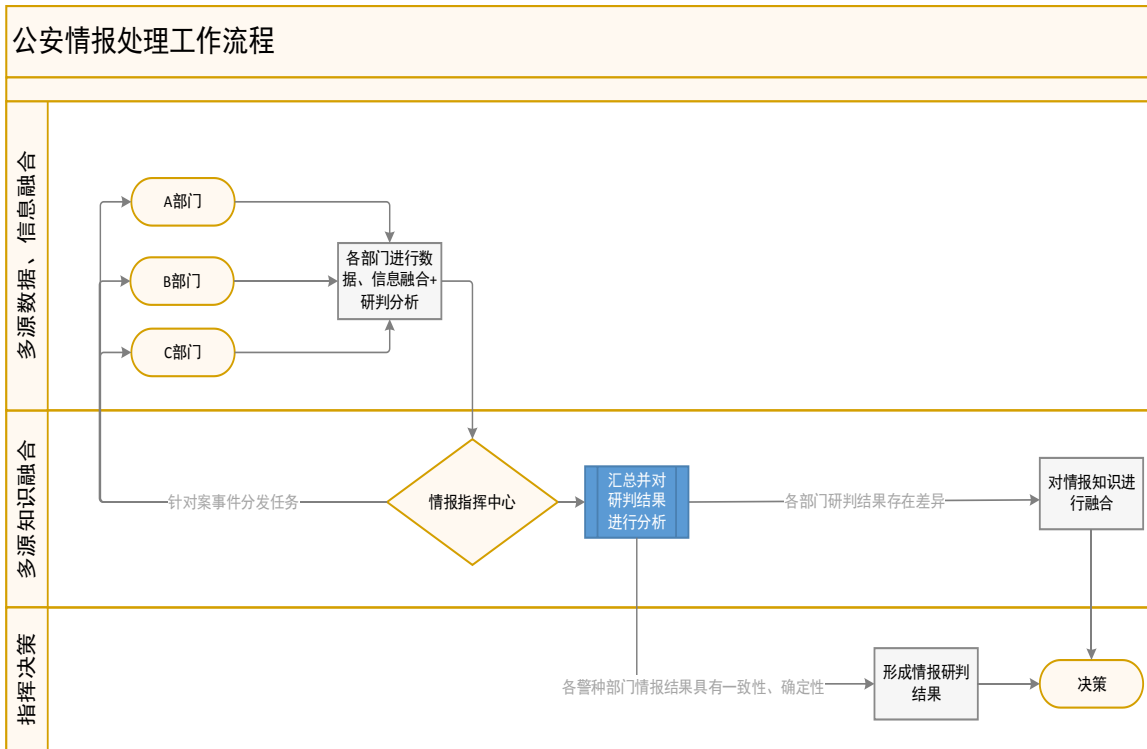 公安情报处理工作流程
多源数据、信息融合
A部门
B部门
C部门
各部门进行数
据、信息融合+
研判分析
多源知识融合
针对案事件分发任务
情报指挥中心
汇总并对
研判结果
进行分析
各部门研判结果存在差异
对情报知识进
行融合
指挥决策
各警种部门情报结果具有一致性、确定性
形成情报研判
结果
决策